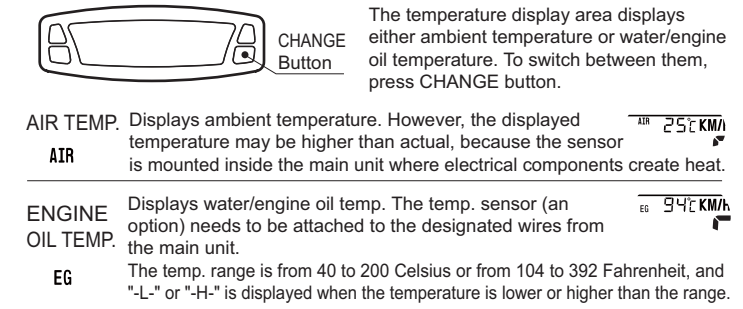 CHANGE
Button
The temperature display area displays
either ambient temperature or water/engine
oil temperature. To switch between them,
press CHANGE button.
AIR TEMP.
AIR
Displays ambient temperature. However, the displayed
temperature may be higher than actual, because the sensor
is mounted inside the main unit where electrical components create heat.
AIR 25°C KM/h
ENGINE
OIL TEMP.
EG
Displays water/engine oil temp. The temp. sensor (an
option) needs to be attached to the designated wires from
the main unit.
The temp. range is from 40 to 200 Celsius or from 104 to 392 Fahrenheit, and
"-L-" or "-H-" is displayed when the temperature is lower or higher than the range.
EG 94°C KM/h